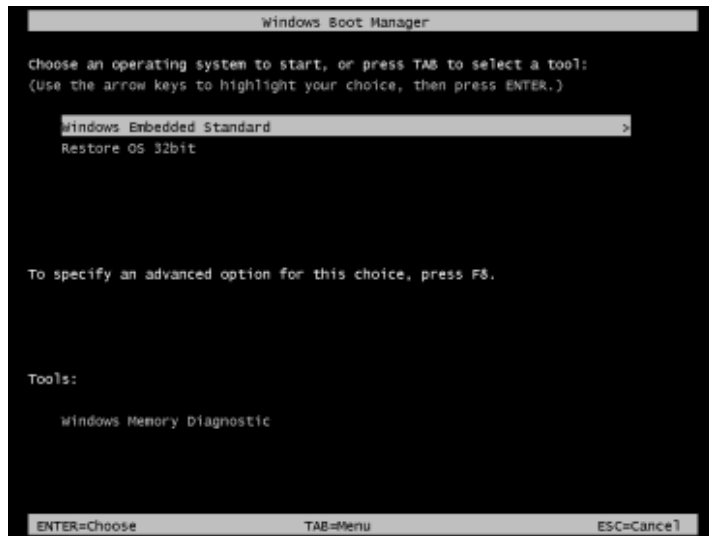 Windows Boot Manager
Choose an operating system to start, or press TAB to select a tool:
(Use the arrow keys to highlight your choice, then press ENTER.)
Windows Embedded Standard >
Restore OS 32bit
To specify an advanced option for this choice, press F8.
Tools:
Windows Memory Diagnostic
ENTER=Choose TAB=Menu ESC=Cancel